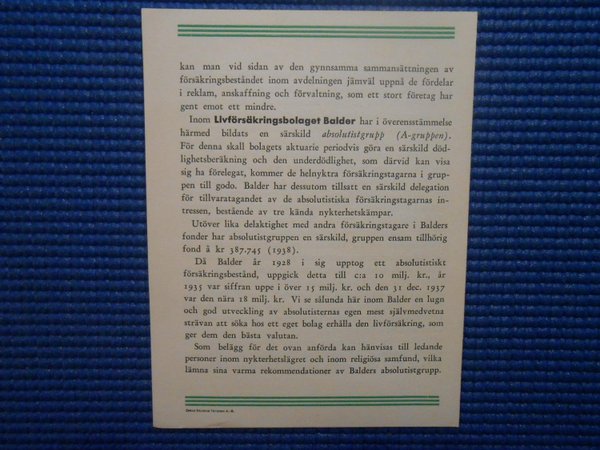 kan man vid sidan av den gynnsamma sammansättningen av
försäkringsbeståndet inom avdelningen jämväl uppnå de fördelar
i reklam, anskaffning och förvaltning, som ett stort företag har
gent emot ett mindre.
Inom Livförsäkringsbolaget Balder har i överensstämmelse
härmed bildats en särskild absolutistgrupp (A-gruppen).
För denna skall bolagets aktuarie periodvis göra en särskild död-
lighetsberäkning och den underdödlighet, som därvid kan visa
sig ha förelegat, kommer de helnyktra försäkringstagarna i grup-
pen till godo. Balder har dessutom tillsatt en särskild delegation
för tillvaratagandet av de absolutistiska försäkringstagarnas in-
tressen, bestående av tre kända nykterhetskämpar.
Utöver lika delaktighet med andra försäkringstagare i Balders
fonder har absolutistgruppen en särskild, gruppen ensam tillhörig
fond å kr 387.745 (1938).
Då Balder år 1928 i sig upptog ett absolutistiskt
försäkringsbestånd, uppgick detta till c:a 10 milj. kr., år
1935 var siffran uppe i över 15 milj. kr. och den 31 dec. 1937
var den nära 18 milj. kr. Vi se sålunda här inom Balder en lugn
och god utveckling av absolutisternas egen mest självmedvetna
strävan att söka hos ett eget bolag erhålla den livförsäkring, som
ger dem den bästa valutan.
Som belägg för det ovan anförda kan hänvisas till ledande
personer inom nykterhetslägret och inom religiösa samfund, vilka
lämna sina varma rekommendationer av Balders absolutistgrupp.